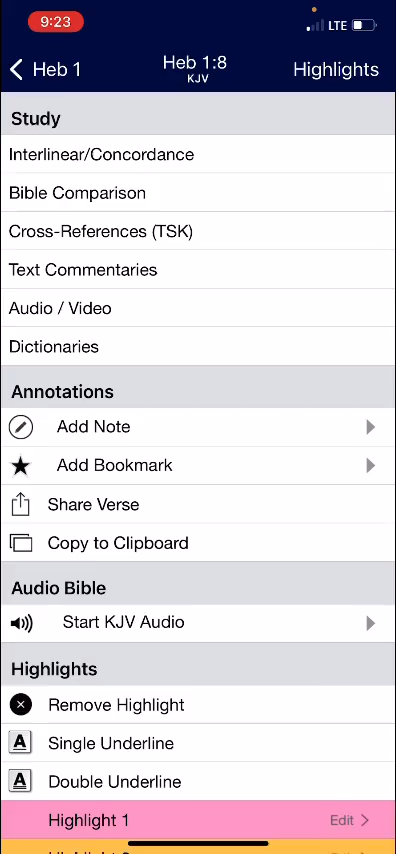 9:23
LTE
Heb 1
Heb 1:8
KJV
Highlights
Study
Interlinear/Concordance
Bible Comparison
Cross-References (TSK)
Text Commentaries
Audio / Video
Dictionaries
Annotations
Add Note
Add Bookmark
Share Verse
Copy to Clipboard
Audio Bible
Start KJV Audio
Highlights
Remove Highlight
A Single Underline
A Double Underline
Highlight 1 Edit